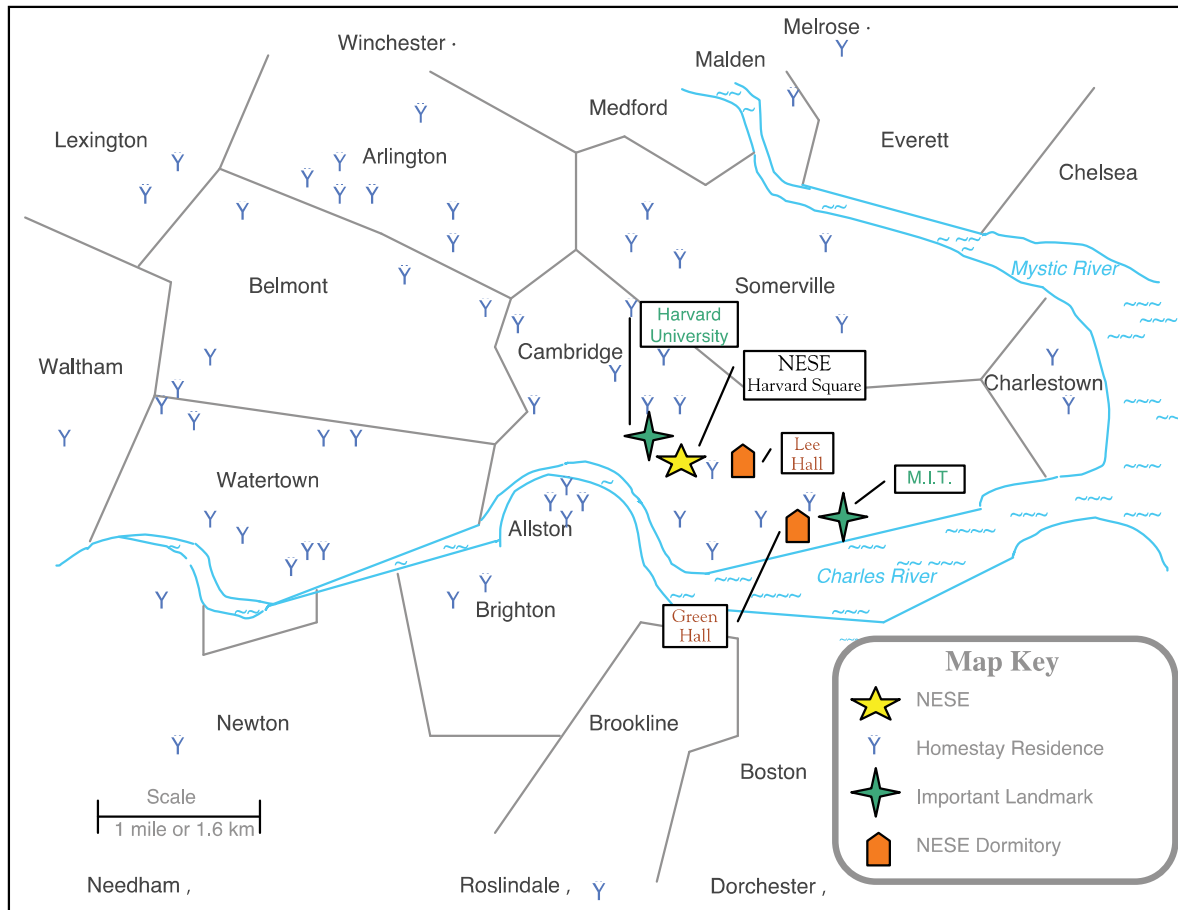 Melrose .
Winchester .
Malden
Medford
Lexington
Arlington
Everett
Chelsea
Mystic River
Belmont
Somerville
Harvard
University
Waltham
Cambridge
NESE
Harvard Square
Charlestown
Lee
Hall
Watertown
M.I.T.
Allston
Charles River
Brighton
Green
Hall
Map Key
NESE
Newton
Brookline
Homestay Residence
Boston
Scale
Important Landmark
1 mile or 1.6 km
NESE Dormitory
Needham ,
Roslindale ,
Dorchester ,